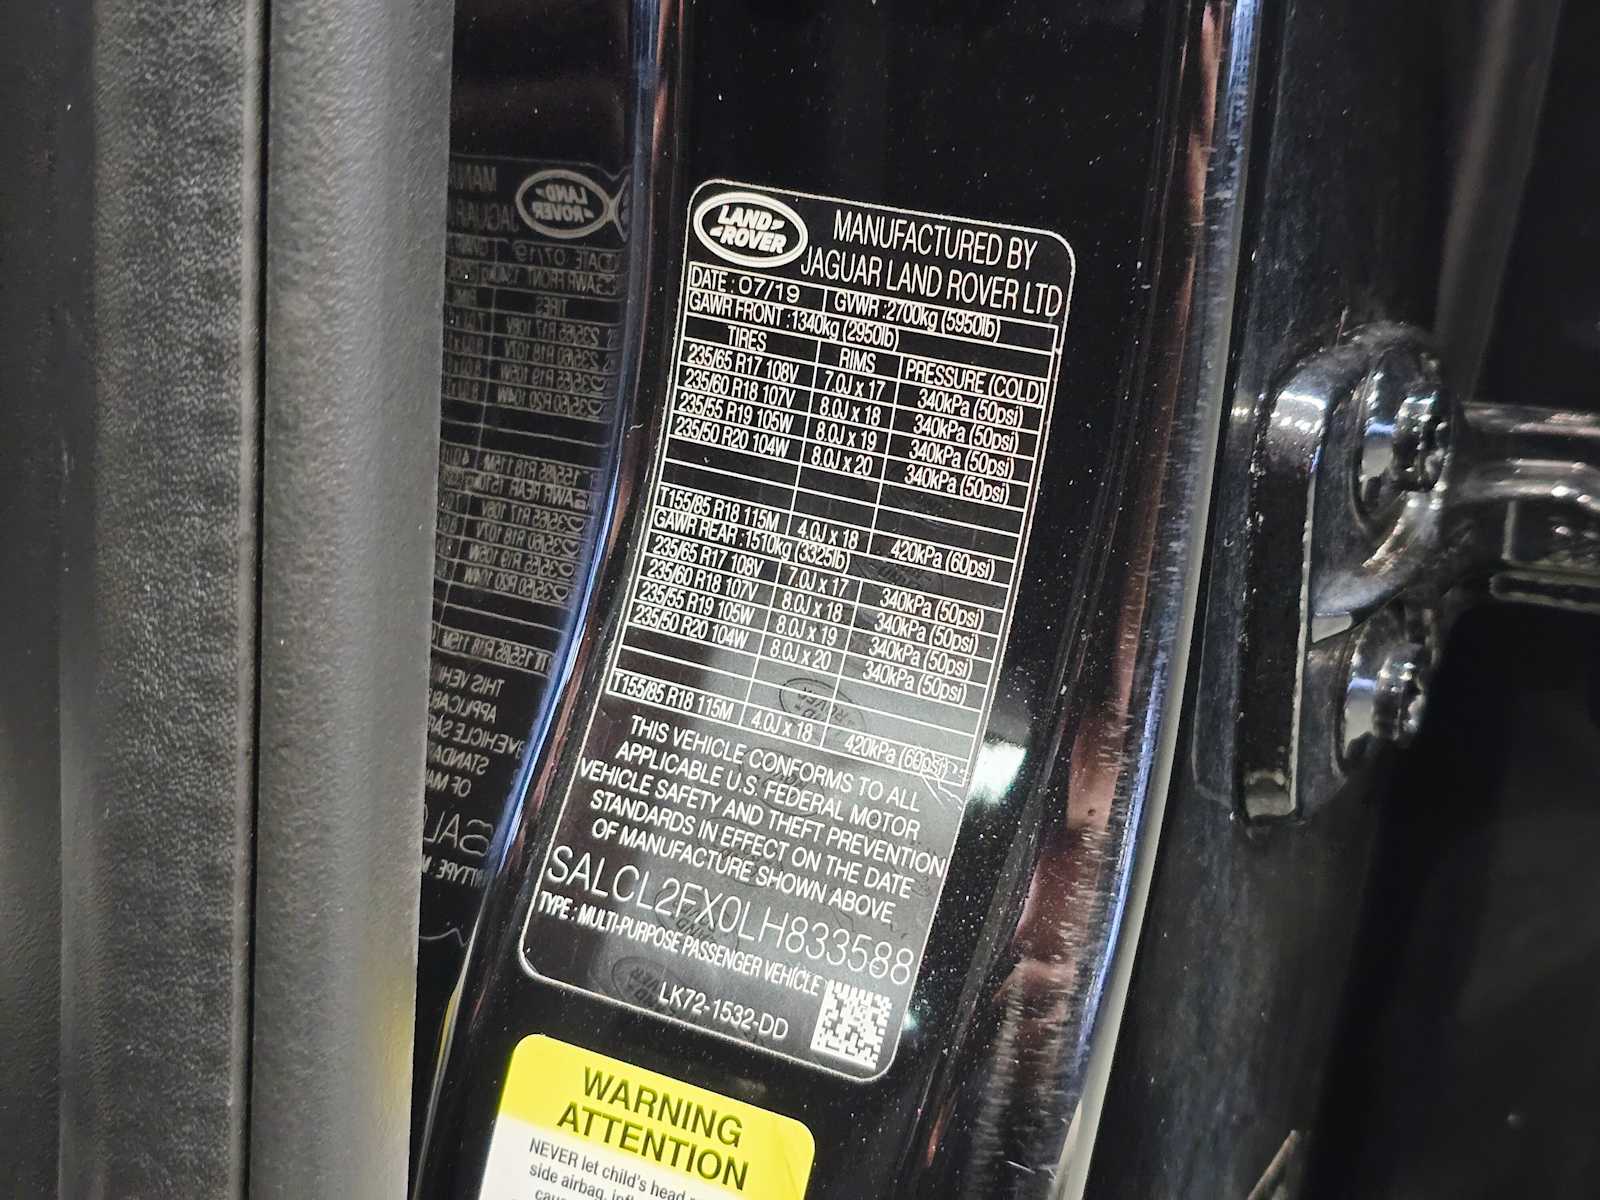 LAND ROVER
MANUFACTURED BY
JAGUAR LAND ROVER LTD
DATE : 07/19 GVWR :2700kg (5950lb)
GAWR FRONT :1340kg (2950lb)
TIRES RIMS PRESSURE (COLD)
235/65 R17 108V 7.0J x 17 340kPa (50psi)
235/60 R18 107V 8.0J x 18 340kPa (50psi)
235/55 R19 105W 8.0J x 19 340kPa (50psi)
235/50 R20 104W 8.0J x 20 340kPa (50psi)
T155/85 R18 115M 4.0J x 18 420kPa (60psi)
GAWR REAR :1510kg (3325lb)
235/65 R17 108V 7.0J x 17 340kPa (50psi)
235/60 R18 107V 8.0J x 18 340kPa (50psi)
235/55 R19 105W 8.0J x 19 340kPa (50psi)
235/50 R20 104W 8.0J x 20 340kPa (50psi)
T155/85 R18 115M 4.0J x 18 420kPa (60psi)
THIS VEHICLE CONFORMS TO ALL
APPLICABLE U.S. FEDERAL MOTOR
VEHICLE SAFETY AND THEFT PREVENTION
STANDARDS IN EFFECT ON THE DATE
OF MANUFACTURE SHOWN ABOVE
SALCL2FX0LH833588
TYPE : MULTI-PURPOSE PASSENGER VEHICLE
LK72-1532-DD
WARNING
ATTENTION
NEVER let child's head
side airbag,